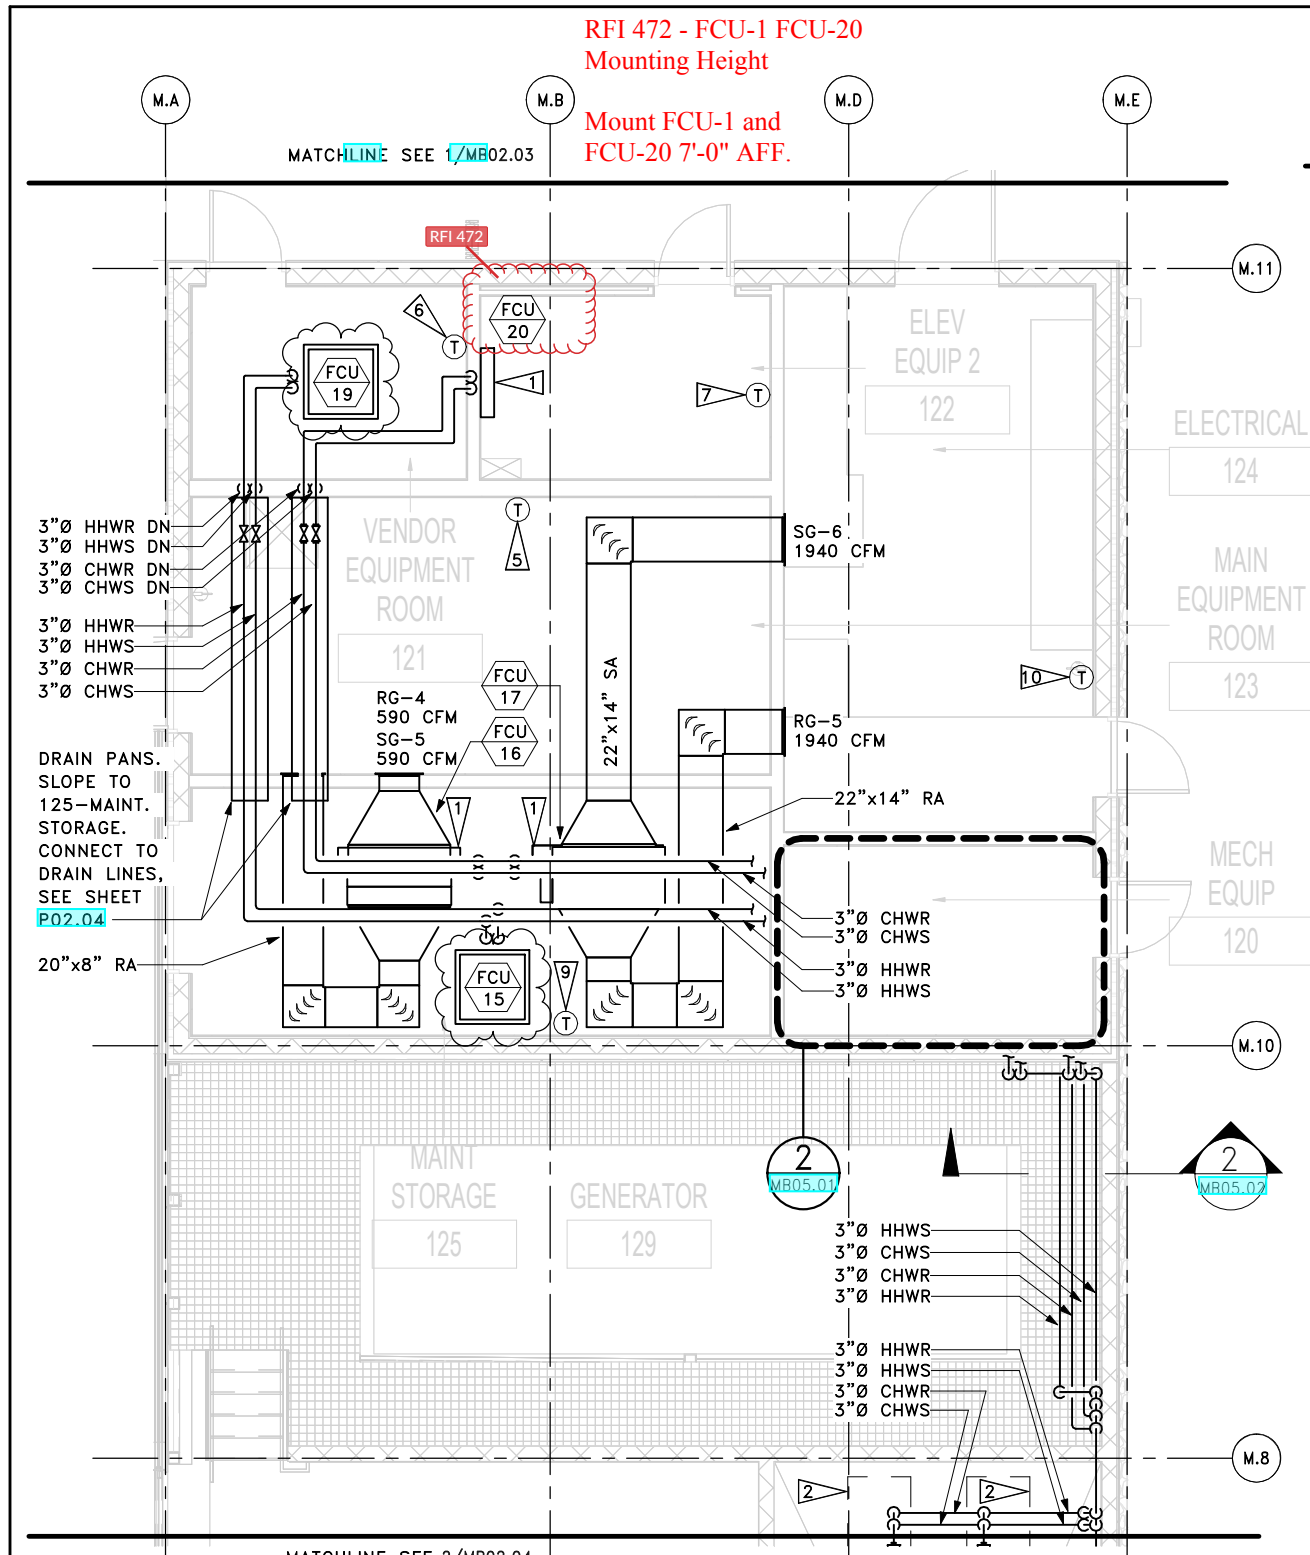 RFI 472 - FCU-1 FCU-20
Mounting Height
Mount FCU-1 and
FCU-20 7'-0" AFF.
M.A
M.B
M.D
M.E
MATCHLINE SEE 1/MB02.03
RFI 472
M.11
FCU
20
6
T
FCU
19
1
7
T
ELEV
EQUIP 2
122
ELECTRICAL
124
3"Ø HHWR DN
3"Ø HHWS DN
3"Ø CHWR DN
3"Ø CHWS DN
VENDOR
EQUIPMENT
ROOM
121
T
5
SG-6
1940 CFM
MAIN
EQUIPMENT
ROOM
123
3"Ø HHWR
3"Ø HHWS
3"Ø CHWR
3"Ø CHWS
10
T
FCU
17
22"x14" SA
RG-4
590 CFM
SG-5
590 CFM
FCU
16
RG-5
1940 CFM
DRAIN PANS.
SLOPE TO
125-MAINT.
STORAGE.
CONNECT TO
DRAIN LINES,
SEE SHEET
P02.04
1
1
22"x14" RA
MECH
EQUIP
120
3"Ø CHWR
3"Ø CHWS
3"Ø HHWR
3"Ø HHWS
20"x8" RA
FCU
15
9
T
M.10
2
MB05.01
2
MB05.02
MAINT
STORAGE
125
GENERATOR
129
3"Ø HHWS
3"Ø CHWS
3"Ø CHWR
3"Ø HHWR
3"Ø HHWR
3"Ø HHWS
3"Ø CHWR
3"Ø CHWS
M.8
2
2
MATCHLINE SEE 2/MB02.04